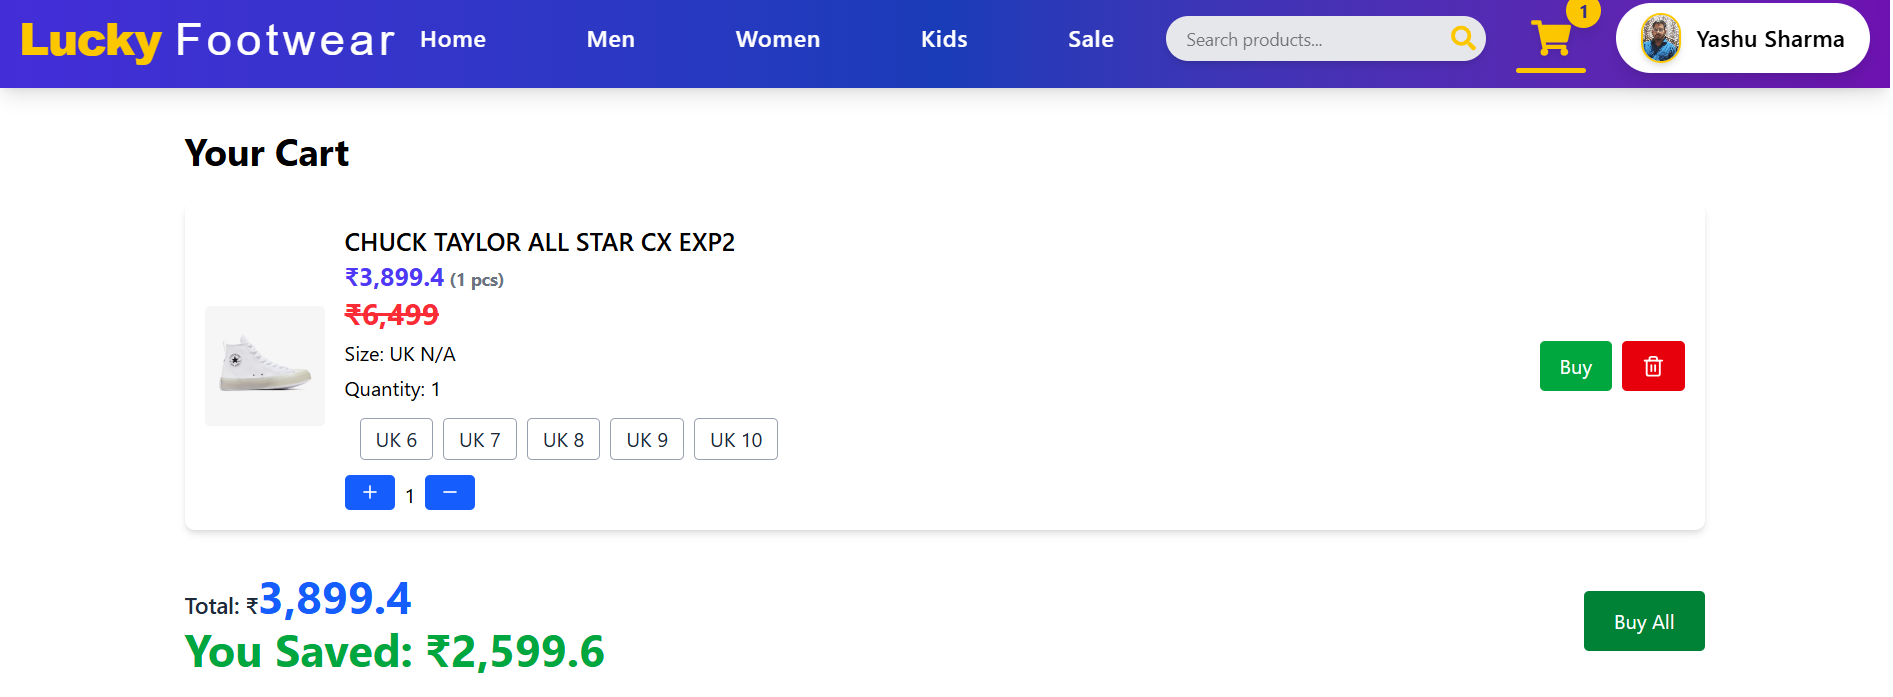 Lucky Footwear Home Men Women Kids Sale Search products... 1 Yashu Sharma
Your Cart
CHUCK TAYLOR ALL STAR CX EXP2
₹3,899.4 (1 pcs)
₹6,499
Size: UK N/A
Quantity: 1
Buy
UK 6 UK 7 UK 8 UK 9 UK 10
+ 1 −
Total: ₹3,899.4
You Saved: ₹2,599.6
Buy All